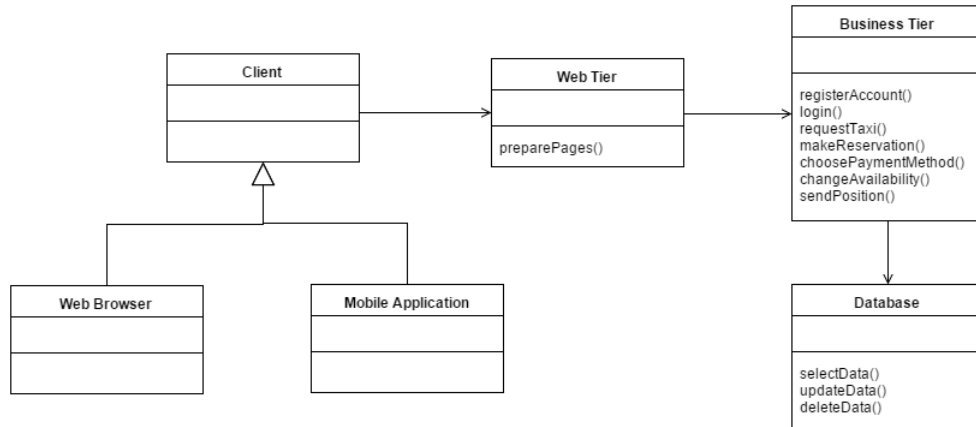 Business Tier
registerAccount()
login()
requestTaxi()
makeReservation()
choosePaymentMethod()
changeAvailability()
sendPosition()
Client
Web Tier
preparePages()
Web Browser
Mobile Application
Database
selectData()
updateData()
deleteData()